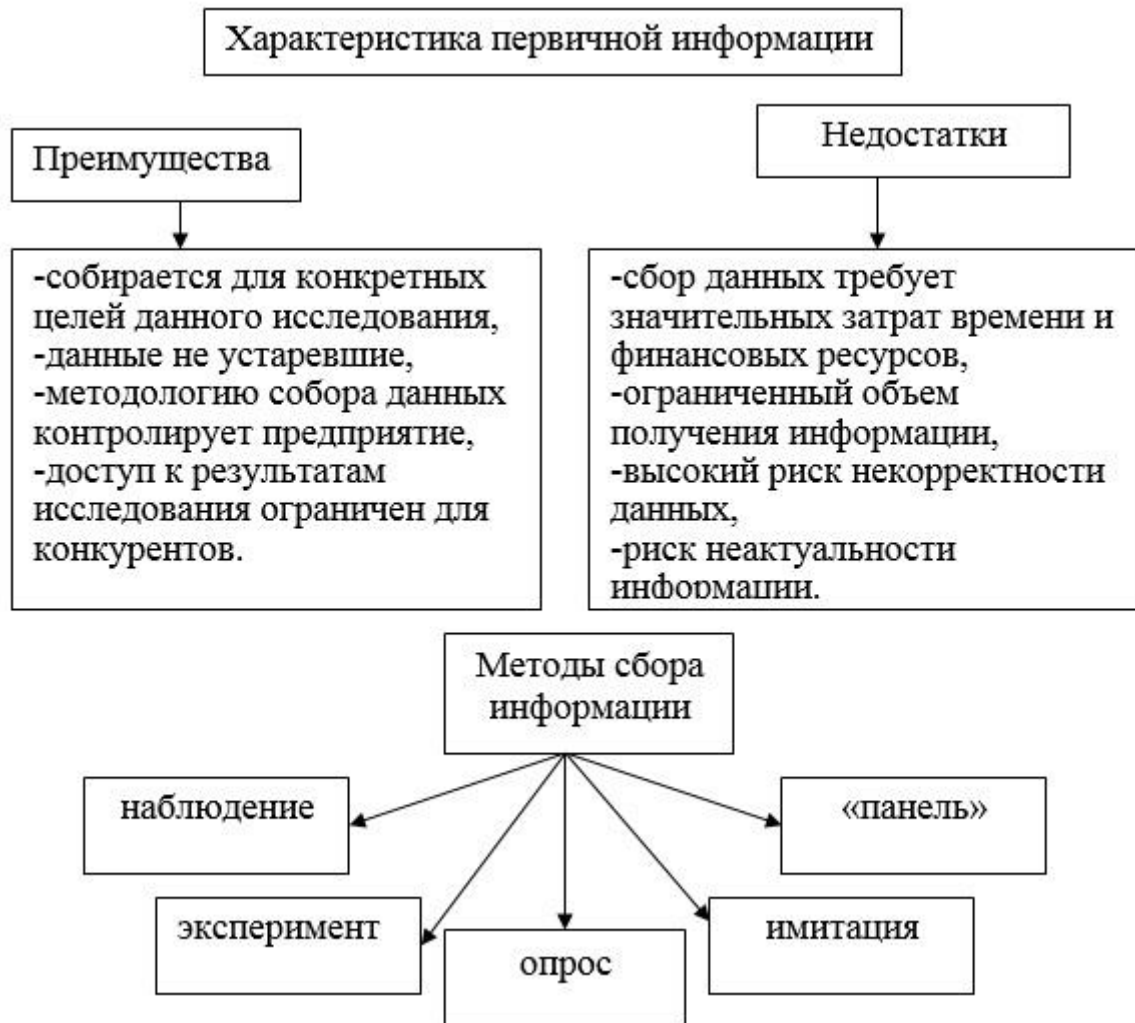 Характеристика первичной информации
Преимущества
Недостатки
-собирается для конкретных
целей данного исследования,
-данные не устаревшие,
-методологию собора данных
контролирует предприятие,
-доступ к результатам
исследования ограничен для
конкурентов.
-сбор данных требует
значительных затрат времени и
финансовых ресурсов,
-ограниченный объем
получения информации,
-высокий риск некорректности
данных,
-риск неактуальности
информации.
Методы сбора
информации
наблюдение
«панель»
эксперимент
опрос
имитация